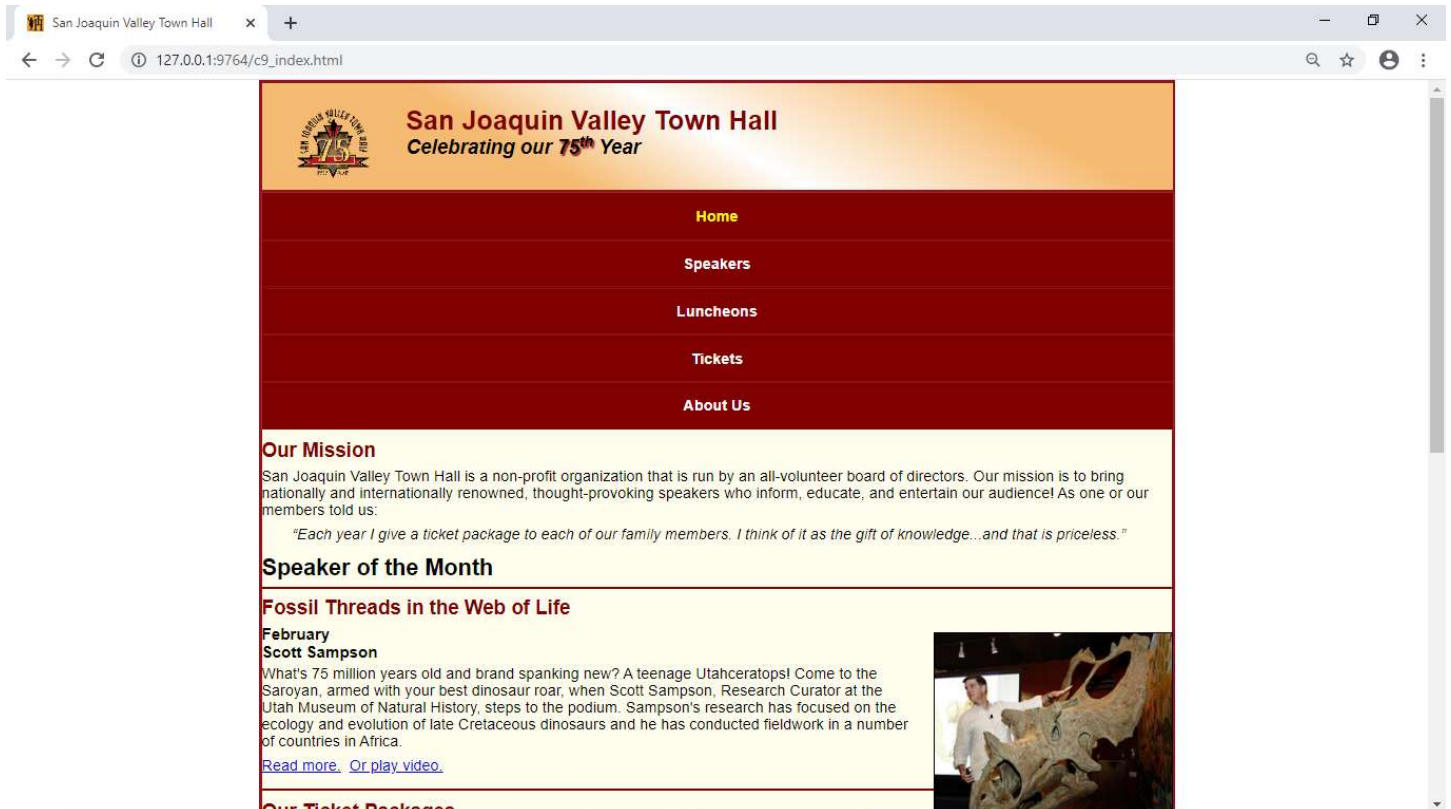 San Joaquin Valley Town Hall
127.0.0.1:9764/c9_index.html
SAN JOAQUIN VALLEY TOWN HALL
75
San Joaquin Valley Town Hall
Celebrating our 75th Year
Home
Speakers
Luncheons
Tickets
About Us
Our Mission
San Joaquin Valley Town Hall is a non-profit organization that is run by an all-volunteer board of directors. Our mission is to bring
nationally and internationally renowned, thought-provoking speakers who inform, educate, and entertain our audience! As one or our
members told us:
“Each year I give a ticket package to each of our family members. I think of it as the gift of knowledge...and that is priceless.”
Speaker of the Month
Fossil Threads in the Web of Life
February
Scott Sampson
What's 75 million years old and brand spanking new? A teenage Utahceratops! Come to the
Saroyan, armed with your best dinosaur roar, when Scott Sampson, Research Curator at the
Utah Museum of Natural History, steps to the podium. Sampson's research has focused on the
ecology and evolution of late Cretaceous dinosaurs and he has conducted fieldwork in a number
of countries in Africa.
Read more. Or play video.
Our Ticket Packages